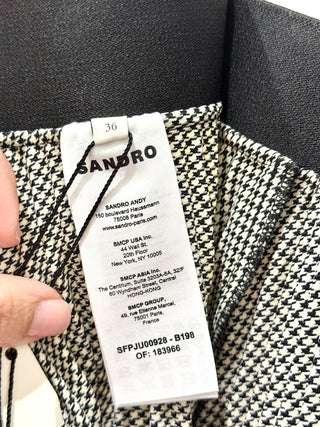 36
SANDRO
SANDRO ANDY
150 boulevard Haussmann
75008 Paris
www.sandro-paris.com
SMCP USA Inc.
44 Wall St.
20th Floor
New York, NY 10005
SMCP ASIA Inc.
The Centrium, Suite 3203A-5A, 32/F
60 Wyndham Street, Central
HONG-KONG
SMCP GROUP.
49, rue Etienne Marcel,
75001 Paris.
France
SFPJU00928 - B198
OF: 183966